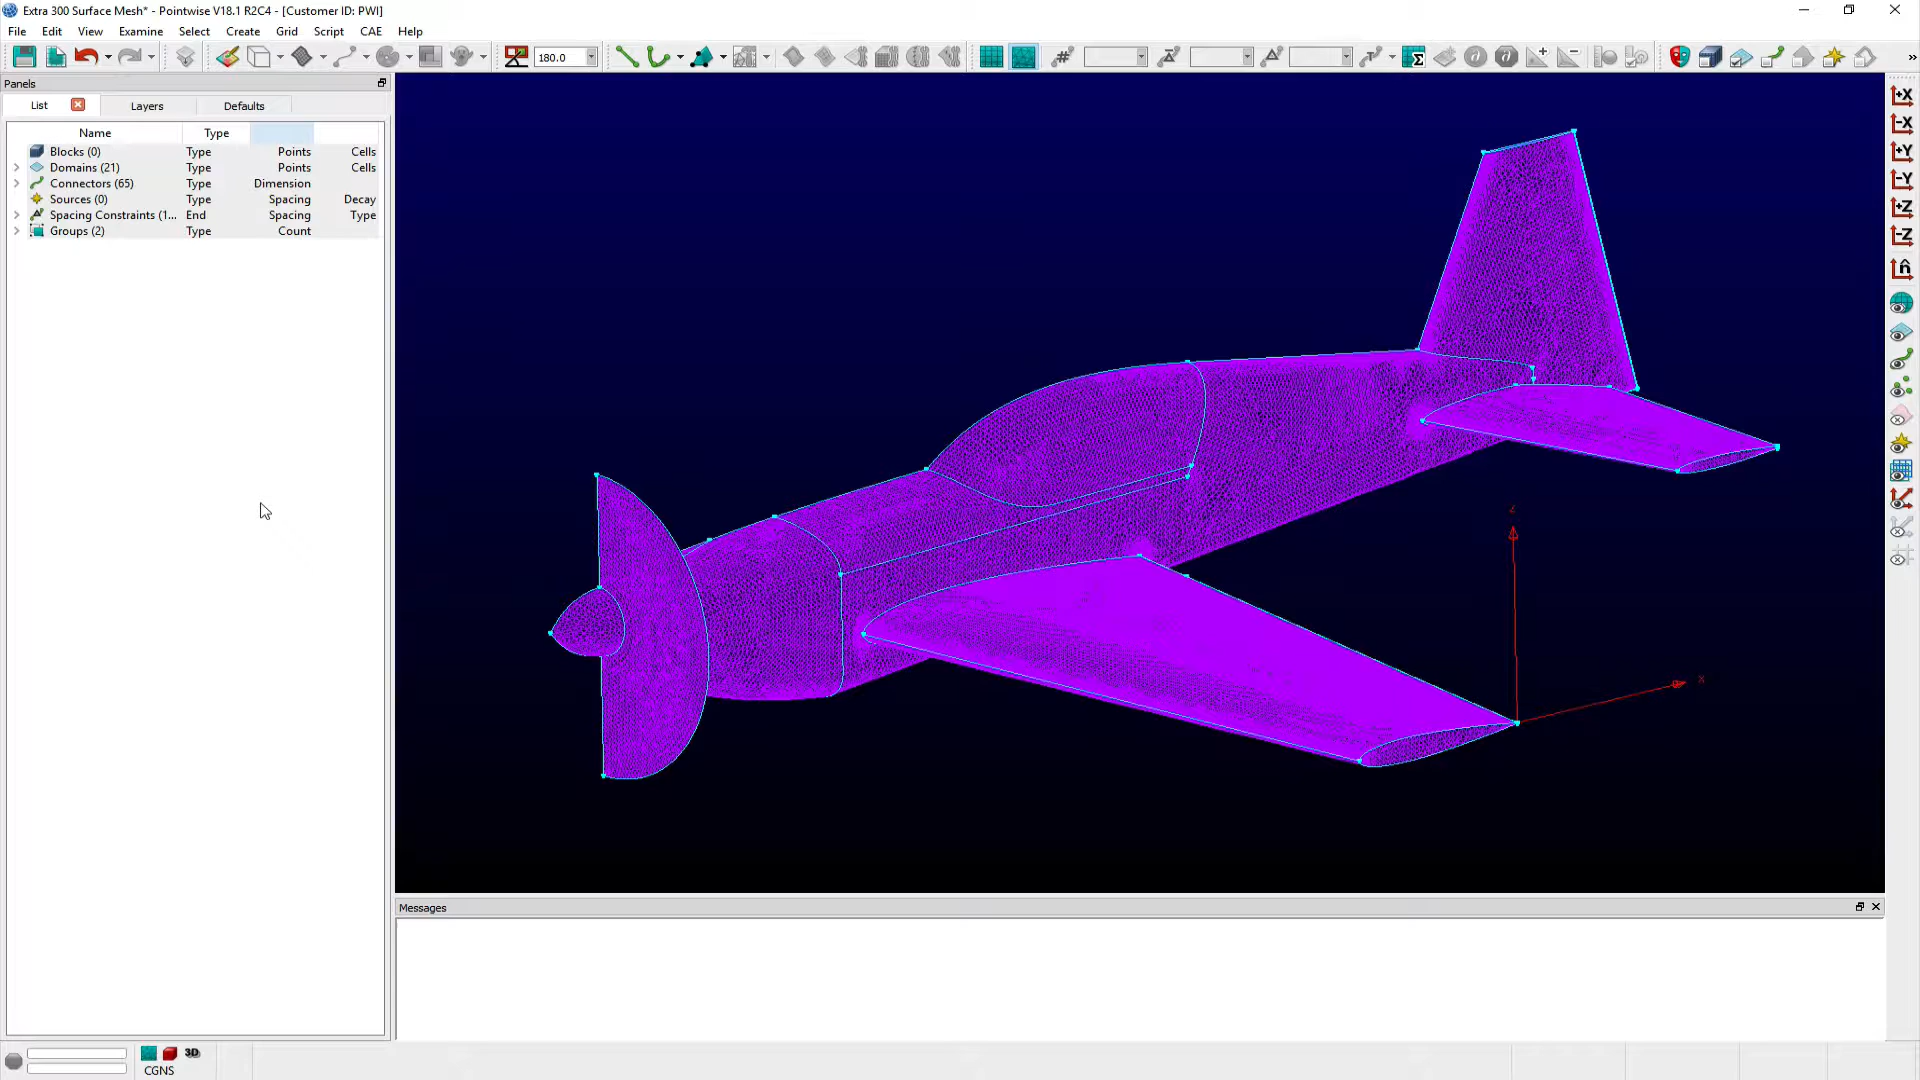 Extra 300 Surface Mesh* - Pointwise V18.1 R2C4 - [Customer ID: PWI]
File Edit View Examine Select Create Grid Script CAE Help
180.0
Panels
List Layers Defaults
Name Type
Blocks (0) Type Points Cells
Domains (21) Type Points Cells
Connectors (65) Type Dimension
Sources (0) Type Spacing Decay
Spacing Constraints (1... End Spacing Type
Groups (2) Type Count
+X
-X
+Y
-Y
+Z
-Z
n̂
Z
X
Messages
3D
CGNS